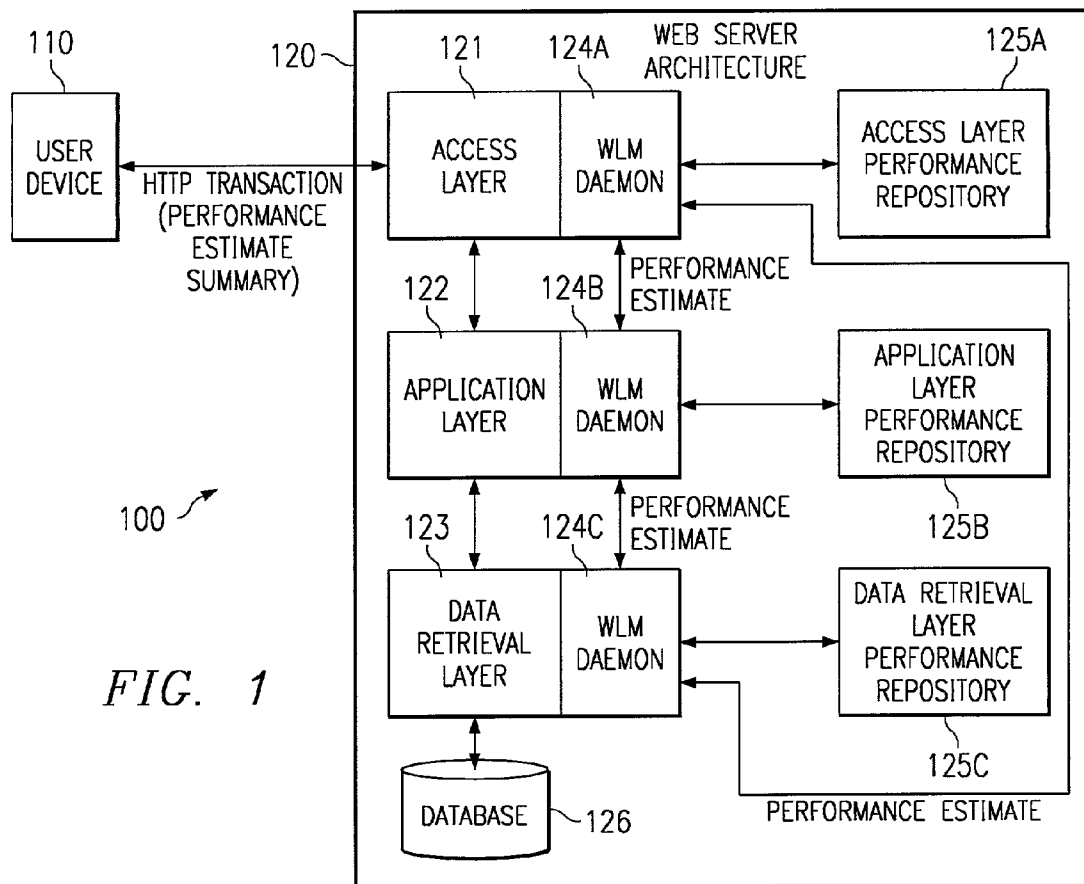 110
USER
DEVICE
HTTP TRANSACTION
(PERFORMANCE
ESTIMATE
SUMMARY)
120
WEB SERVER
ARCHITECTURE
121
124A
125A
ACCESS
LAYER
WLM
DAEMON
ACCESS LAYER
PERFORMANCE
REPOSITORY
PERFORMANCE
ESTIMATE
122
124B
APPLICATION
LAYER
WLM
DAEMON
APPLICATION
LAYER
PERFORMANCE
REPOSITORY
125B
PERFORMANCE
ESTIMATE
100
123
124C
DATA
RETRIEVAL
LAYER
WLM
DAEMON
DATA RETRIEVAL
LAYER
PERFORMANCE
REPOSITORY
125C
FIG. 1
DATABASE
126
PERFORMANCE ESTIMATE